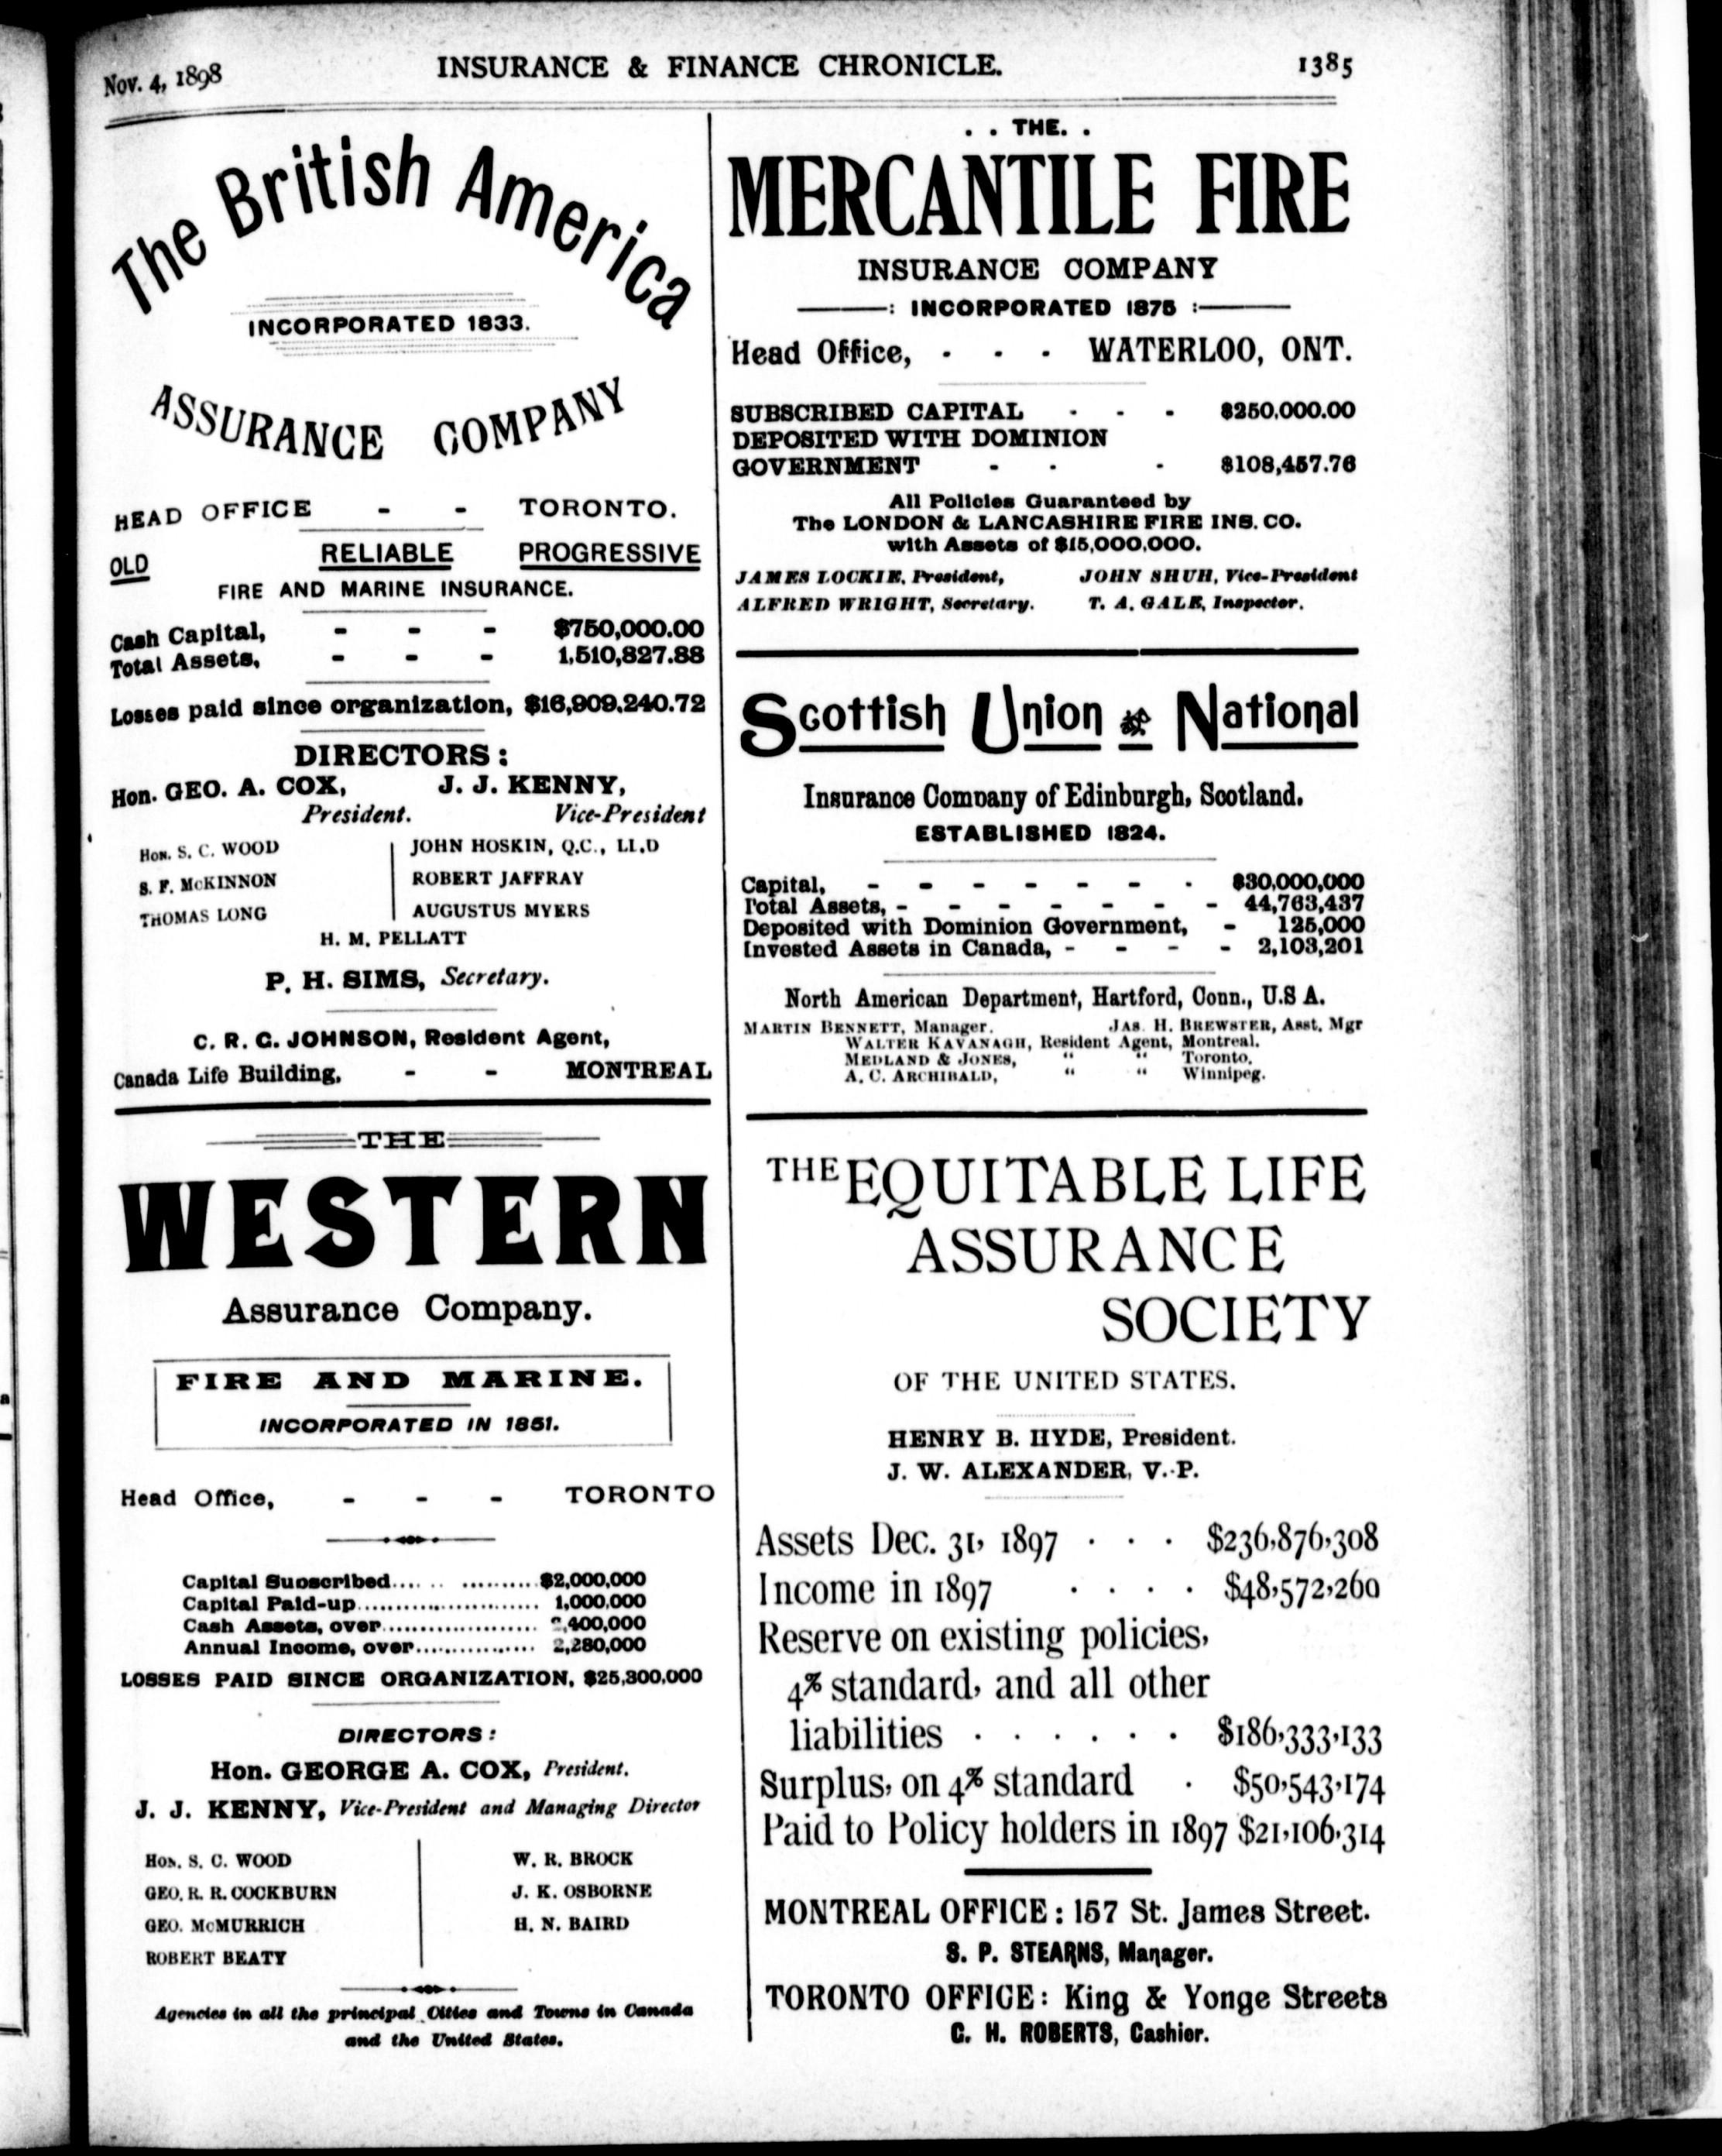 Nov. 4, 1898 INSURANCE & FINANCE CHRONICLE. 1385
The British America
INCORPORATED 1833.
ASSURANCE COMPANY
HEAD OFFICE - - TORONTO.
OLD RELIABLE PROGRESSIVE
FIRE AND MARINE INSURANCE.
Cash Capital, - - - $750,000.00
Total Assets, - - - 1,510,827.88
Losses paid since organization, $16,909,240.72
DIRECTORS:
Hon. GEO. A. COX, J. J. KENNY,
President. Vice-President
HON. S. C. WOOD JOHN HOSKIN, Q.C., LL.D
S. F. McKINNON ROBERT JAFFRAY
THOMAS LONG AUGUSTUS MYERS
H. M. PELLATT
P. H. SIMS, Secretary.
C. R. G. JOHNSON, Resident Agent,
Canada Life Building, - - MONTREAL
THE
WESTERN
Assurance Company.
FIRE AND MARINE.
INCORPORATED IN 1851.
Head Office, - - - TORONTO
Capital Subscribed.... .. ..........$2,000,000
Capital Paid-up........................ 1,000,000
Cash Assets, over.................... ,400,000
Annual Income, over............... 2,280,000
LOSSES PAID SINCE ORGANIZATION, $25,300,000
DIRECTORS:
Hon. GEORGE A. COX, President.
J. J. KENNY, Vice-President and Managing Director
HON. S. C. WOOD W. R. BROCK
GEO. R. R. COCKBURN J. K. OSBORNE
GEO. McMURRICH H. N. BAIRD
ROBERT BEATY
Agencies in all the principal Cities and Towns in Canada
and the United States.
. . THE. .
MERCANTILE FIRE
INSURANCE COMPANY
: INCORPORATED 1875 :
Head Office, - - - WATERLOO, ONT.
SUBSCRIBED CAPITAL - - - $250,000.00
DEPOSITED WITH DOMINION
GOVERNMENT - - - $108,457.76
All Policies Guaranteed by
The LONDON & LANCASHIRE FIRE INS. CO.
with Assets of $15,000,000.
JAMES LOCKIE, President, JOHN SHUH, Vice-President
ALFRED WRIGHT, Secretary. T. A. GALE, Inspector.
Scottish Union & National
Insurance Company of Edinburgh, Scotland.
ESTABLISHED 1824.
Capital, - - - - - - - $30,000,000
Total Assets, - - - - - - - - 44,763,437
Deposited with Dominion Government, - 125,000
Invested Assets in Canada, - - - - 2,103,201
North American Department, Hartford, Conn., U.S A.
MARTIN BENNETT, Manager. JAS. H. BREWSTER, Asst. Mgr
WALTER KAVANAGH, Resident Agent, Montreal.
MEDLAND & JONES, " " Toronto.
A. C. ARCHIBALD, " " Winnipeg.
THE EQUITABLE LIFE
ASSURANCE
SOCIETY
OF THE UNITED STATES.
HENRY B. HYDE, President.
J. W. ALEXANDER, V.-P.
Assets Dec. 31, 1897 . . . $236,876,308
Income in 1897 . . . . $48,572,260
Reserve on existing policies,
4% standard, and all other
liabilities . . . . . . $186,333,133
Surplus, on 4% standard . $50,543,174
Paid to Policy holders in 1897 $21,106,314
MONTREAL OFFICE: 157 St. James Street.
S. P. STEARNS, Manager.
TORONTO OFFICE: King & Yonge Streets
C. H. ROBERTS, Cashier.